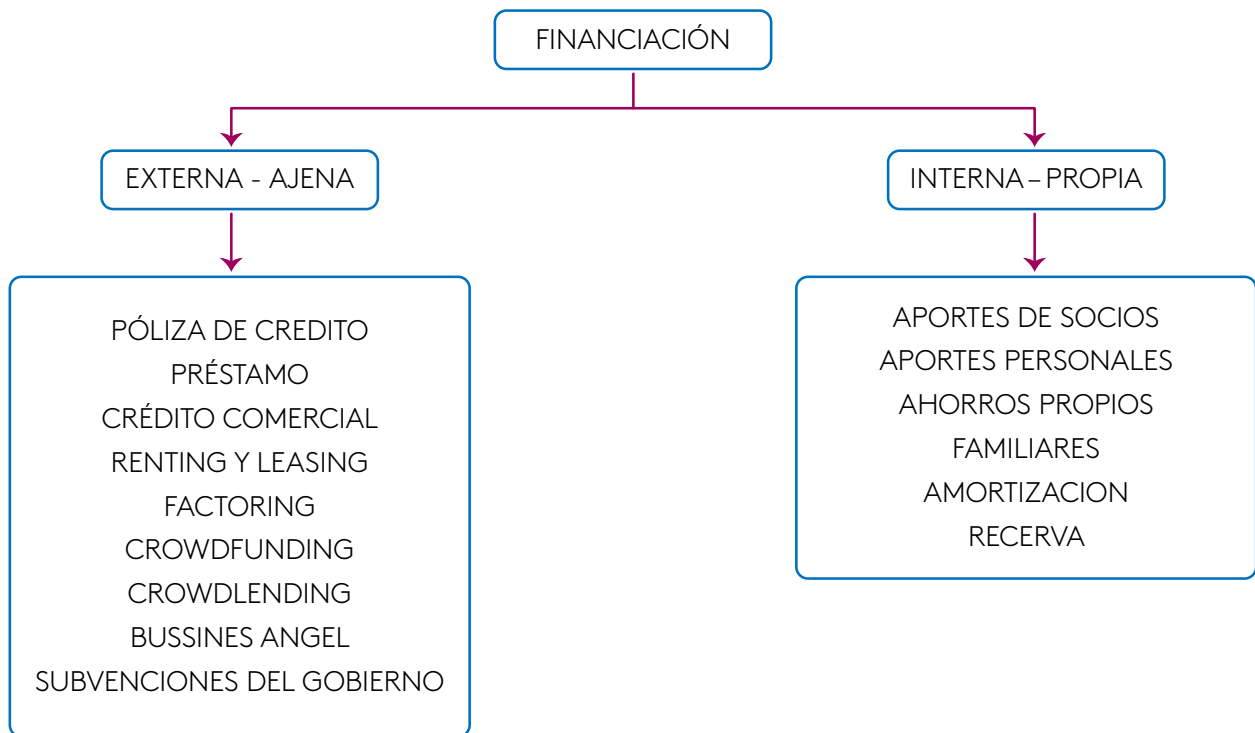 FINANCIACIÓN
EXTERNA - AJENA
INTERNA – PROPIA
PÓLIZA DE CREDITO
PRÉSTAMO
CRÉDITO COMERCIAL
RENTING Y LEASING
FACTORING
CROWDFUNDING
CROWDLENDING
BUSSINES ANGEL
SUBVENCIONES DEL GOBIERNO
APORTES DE SOCIOS
APORTES PERSONALES
AHORROS PROPIOS
FAMILIARES
AMORTIZACION
RECERVA